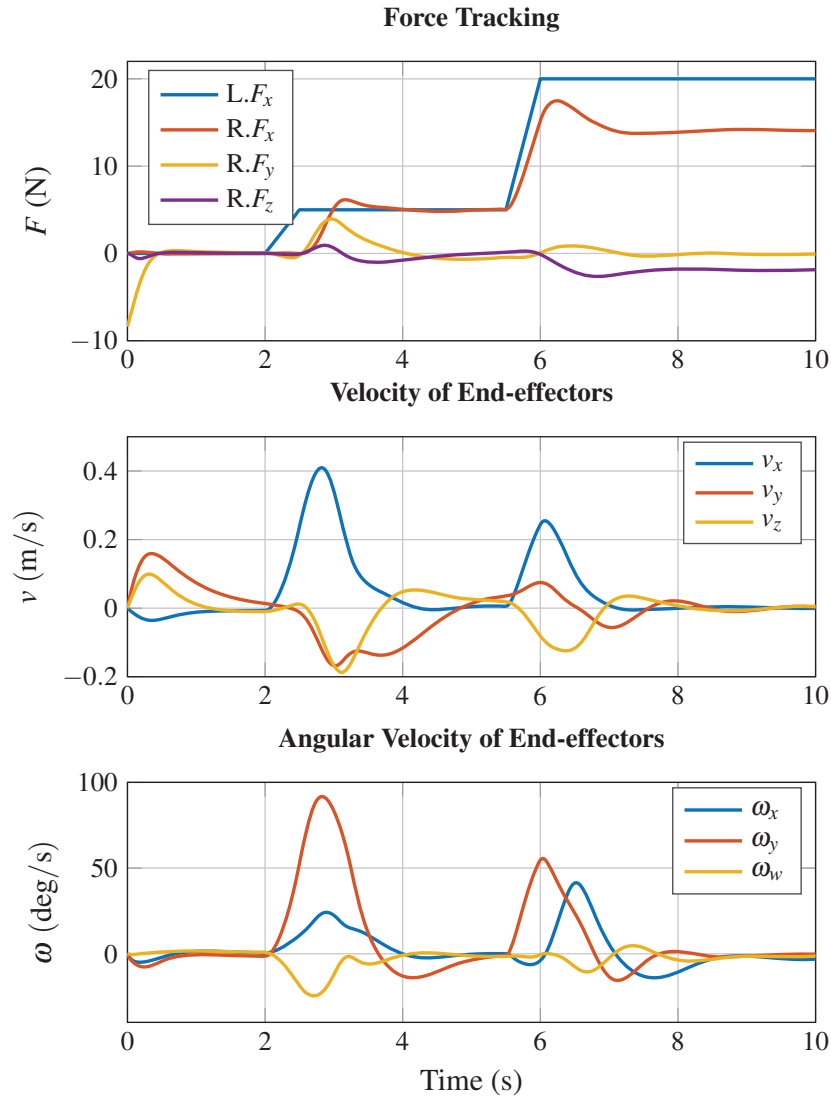 Force Tracking
20
10
0
−10
F (N)
L.Fx
R.Fx
R.Fy
R.Fz
0 2 4 6 8 10
Velocity of End-effectors
0.4
0.2
0
−0.2
v (m/s)
vx
vy
vz
0 2 4 6 8 10
Angular Velocity of End-effectors
100
50
0
ω (deg/s)
ωx
ωy
ωw
0 2 4 6 8 10
Time (s)